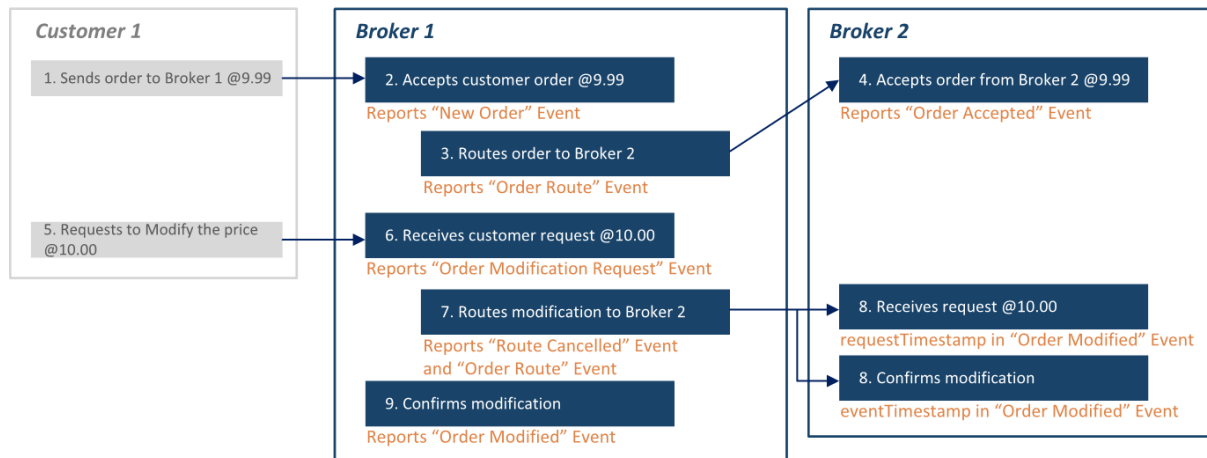 Customer 1
1. Sends order to Broker 1 @9.99
5. Requests to Modify the price
@10.00
Broker 1
2. Accepts customer order @9.99
Reports “New Order” Event
3. Routes order to Broker 2
Reports “Order Route” Event
6. Receives customer request @10.00
Reports “Order Modification Request” Event
7. Routes modification to Broker 2
Reports “Route Cancelled” Event
and “Order Route” Event
9. Confirms modification
Reports “Order Modified” Event
Broker 2
4. Accepts order from Broker 2 @9.99
Reports “Order Accepted” Event
8. Receives request @10.00
requestTimestamp in “Order Modified” Event
8. Confirms modification
eventTimestamp in “Order Modified” Event